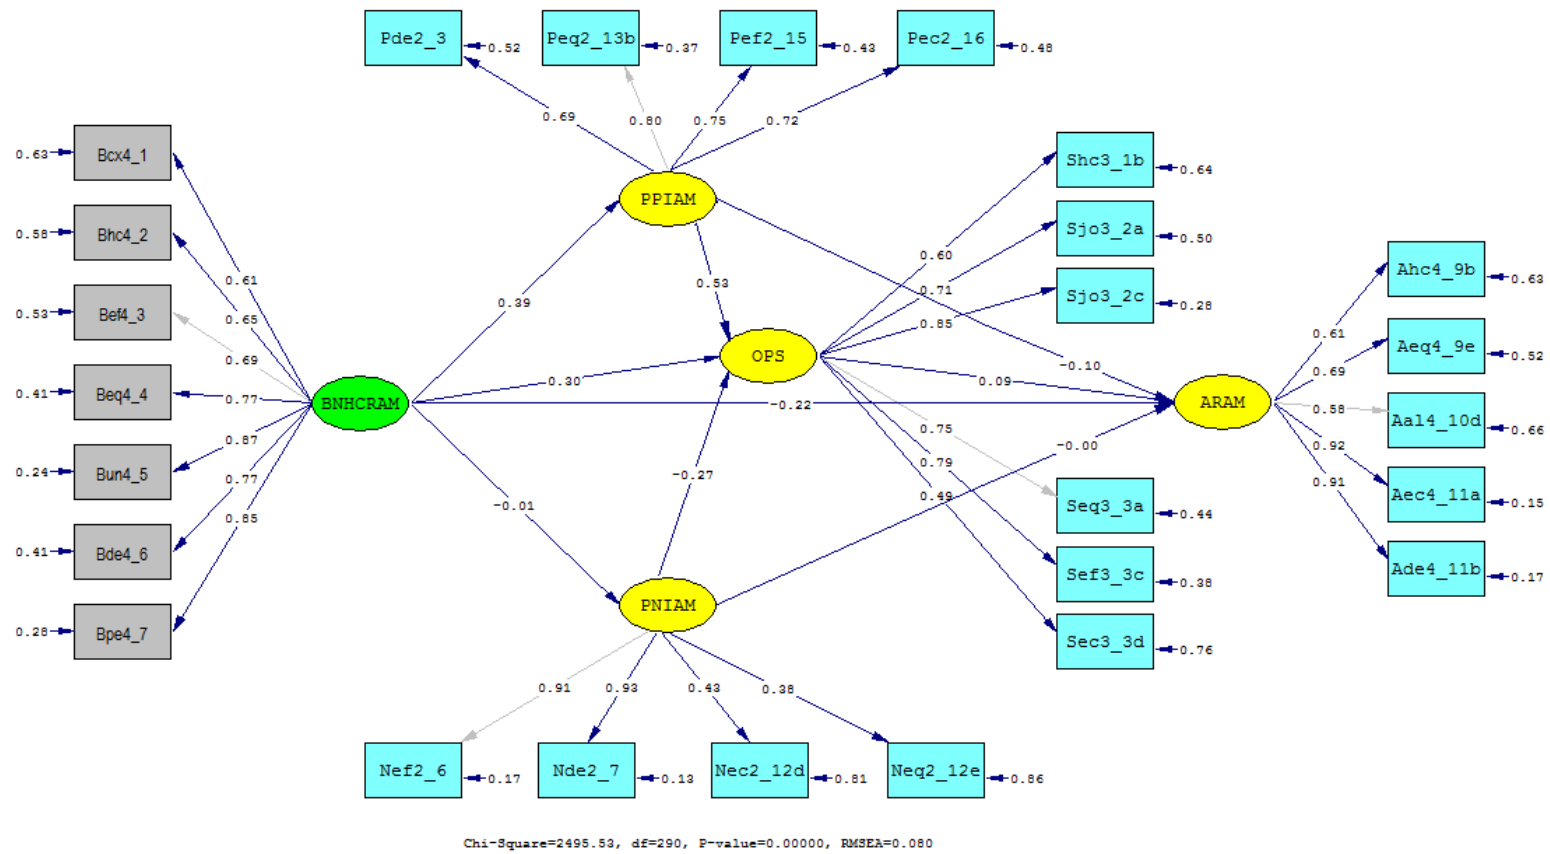 Pde2_3 0.52 Peq2_13b 0.37 Pef2_15 0.43 Pec2_16 0.48
0.69 0.80 0.75 0.72
0.63 Bcx4_1
0.58 Bhc4_2
0.53 Bef4_3
0.41 Beq4_4
0.24 Bun4_5
0.41 Bde4_6
0.28 Bpe4_7
0.61
0.65
0.69
0.77
0.87
0.77
0.85
BNHCRAM
0.39
0.30
-0.22
-0.01
PPIAM
0.53
-0.10
OPS
0.09
-0.27
PNIAM
-0.00
0.60
0.71
0.85
0.75
0.79
0.49
Shc3_1b 0.64
Sjo3_2a 0.50
Sjo3_2c 0.28
Seq3_3a 0.44
Sef3_3c 0.38
Sec3_3d 0.76
ARAM
0.61
0.69
0.58
0.92
0.91
Ahc4_9b 0.63
Aeq4_9e 0.52
Aal4_10d 0.66
Aec4_11a 0.15
Ade4_11b 0.17
0.91 0.93 0.43 0.38
Nef2_6 0.17 Nde2_7 0.13 Nec2_12d 0.81 Neq2_12e 0.86
Chi-Square=2495.53, df=290, P-value=0.00000, RMSEA=0.080